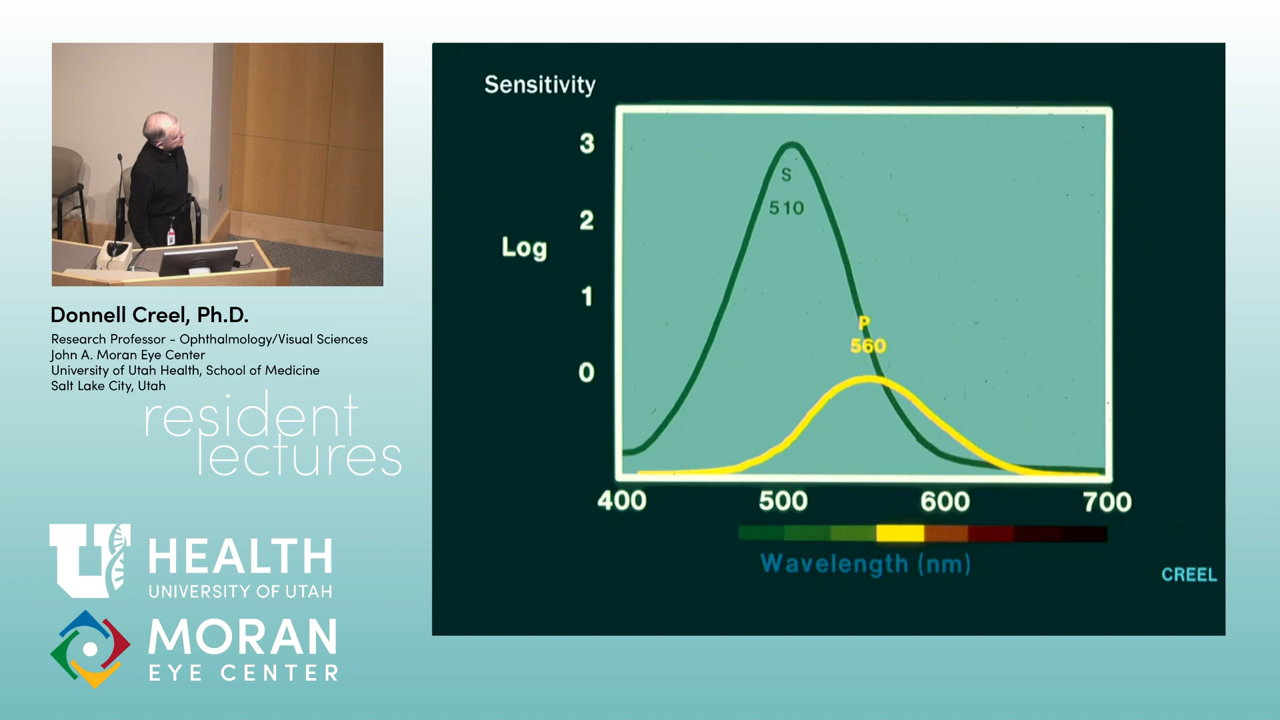 Donnell Creel, Ph.D.
Research Professor - Ophthalmology/Visual Sciences
John A. Moran Eye Center
University of Utah Health, School of Medicine
Salt Lake City, Utah
resident
lectures
U HEALTH
UNIVERSITY OF UTAH
MORAN
EYE CENTER
Sensitivity
3
2
Log
1
0
S
510
P
560
400 500 600 700
Wavelength (nm)
CREEL